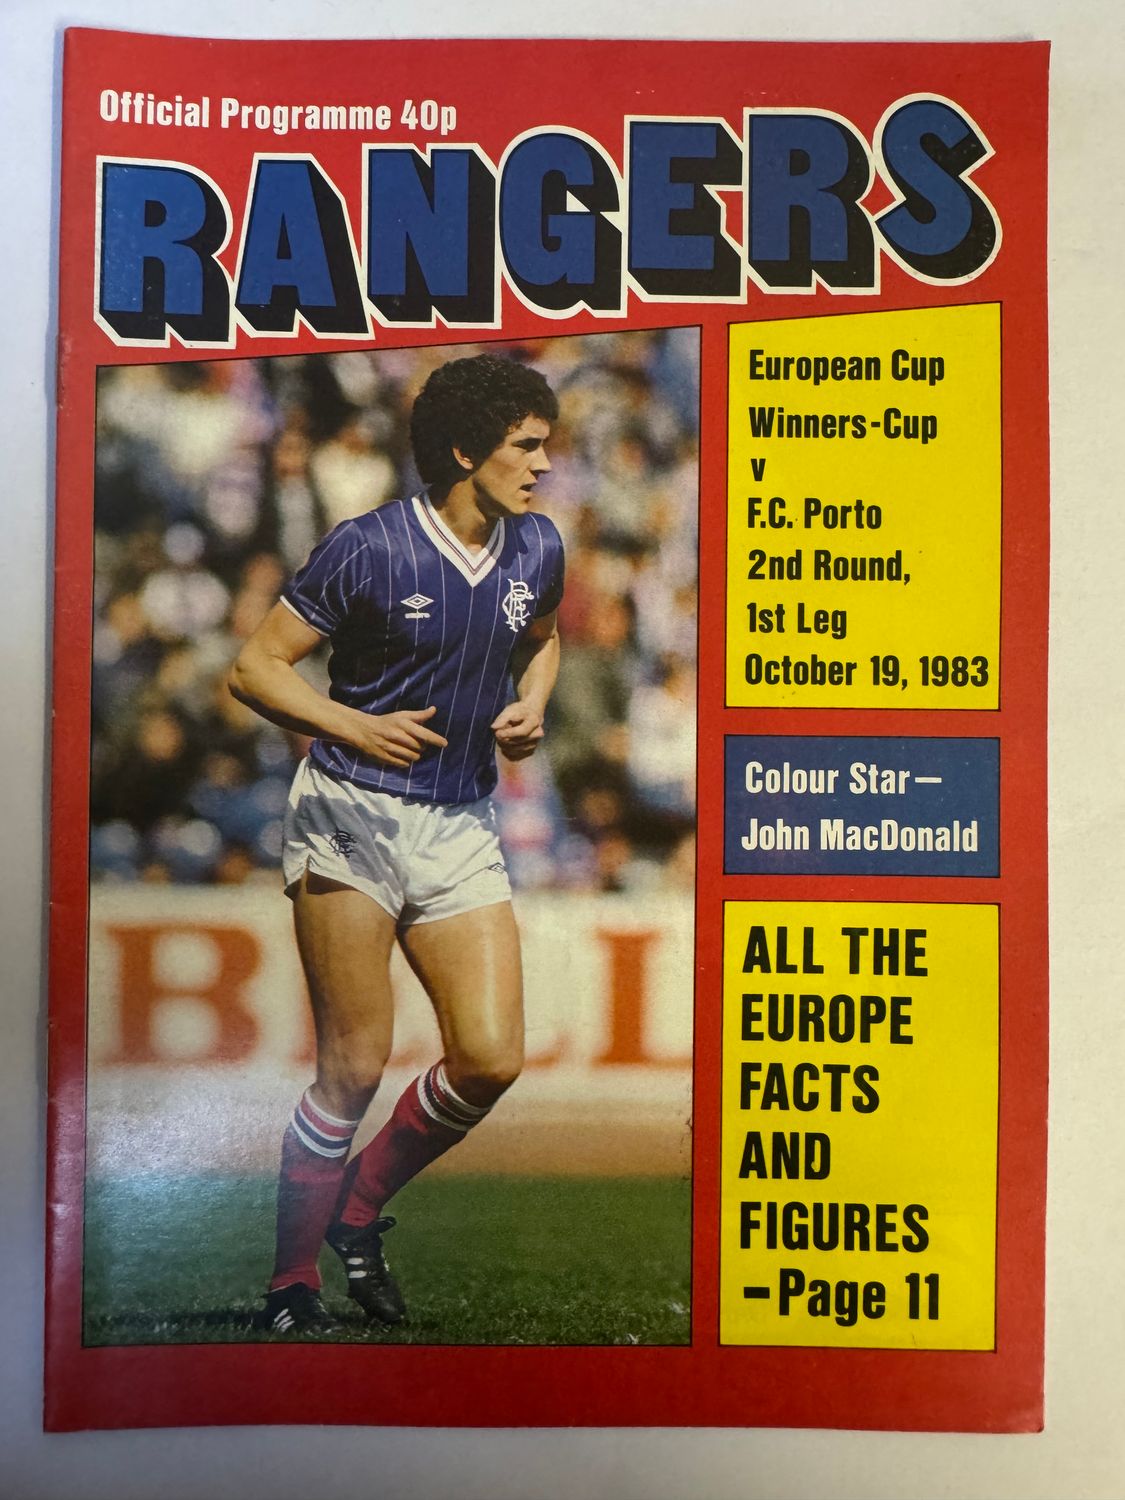 Official Programme 40p
RANGERS
European Cup
Winners-Cup
v
F.C. Porto
2nd Round,
1st Leg
October 19, 1983
Colour Star—
John MacDonald
ALL THE
EUROPE
FACTS
AND
FIGURES
–Page 11